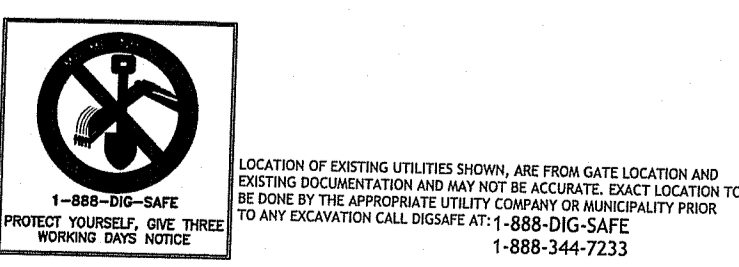 1-888-DIG-SAFE
PROTECT YOURSELF, GIVE THREE
WORKING DAYS NOTICE
LOCATION OF EXISTING UTILITIES SHOWN, ARE FROM GATE LOCATION AND
EXISTING DOCUMENTATION AND MAY NOT BE ACCURATE. EXACT LOCATION TO
BE DONE BY THE APPROPRIATE UTILITY COMPANY OR MUNICIPALITY PRIOR
TO ANY EXCAVATION CALL DIGSAFE AT: 1-888-DIG-SAFE
1-888-344-7233